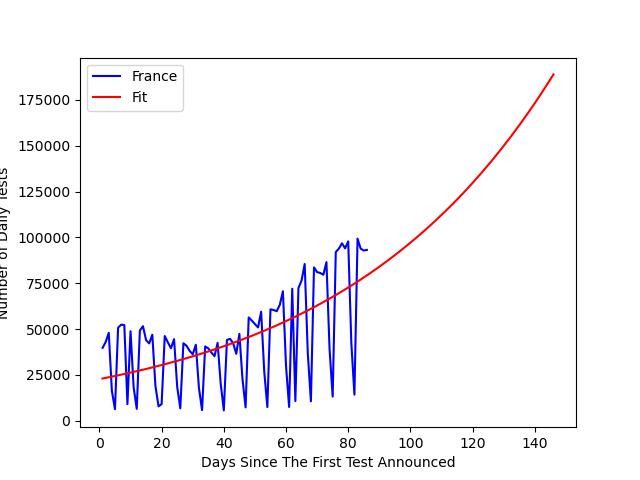 France
Fit
Number of Daily Tests
175000
150000
125000
100000
75000
50000
25000
0
0 20 40 60 80 100 120 140
Days Since The First Test Announced